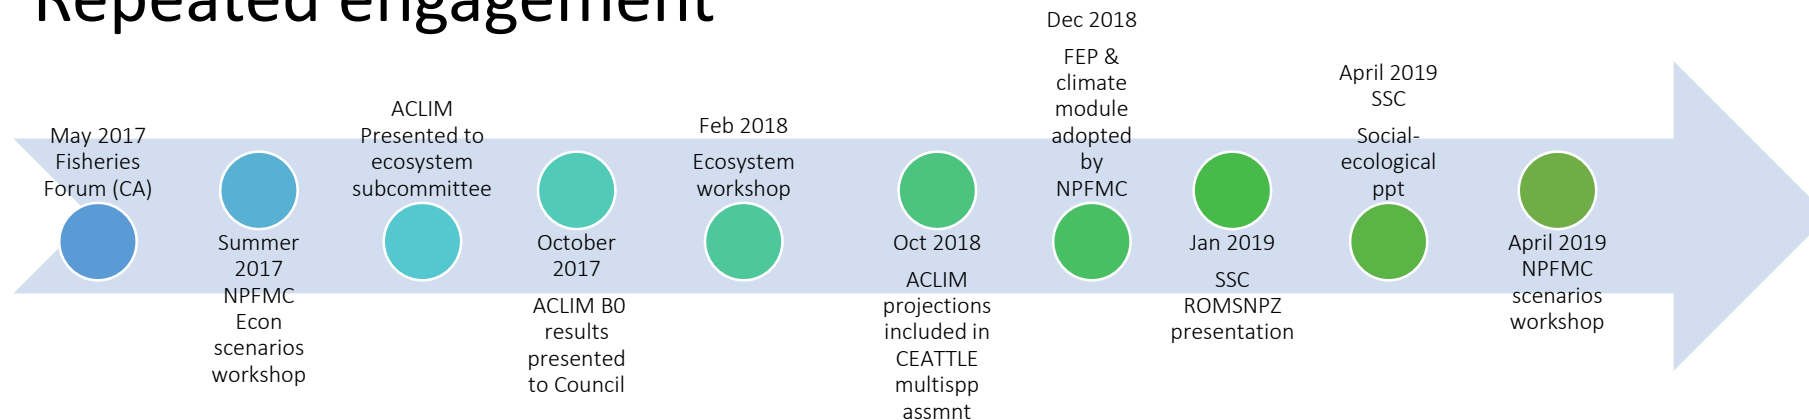 Repeated engagement
May 2017
Fisheries
Forum (CA)
Summer
2017
NPFMC
Econ
scenarios
workshop
ACLIM
Presented to
ecosystem
subcommittee
October
2017
ACLIM B0
results
presented
to Council
Feb 2018
Ecosystem
workshop
Oct 2018
ACLIM
projections
included in
CEATTLE
multispp
assmnt
Dec 2018
FEP &
climate
module
adopted
by
NPFMC
Jan 2019
SSC
ROMSNPZ
presentation
April 2019
SSC
Social-
ecological
ppt
April 2019
NPFMC
scenarios
workshop